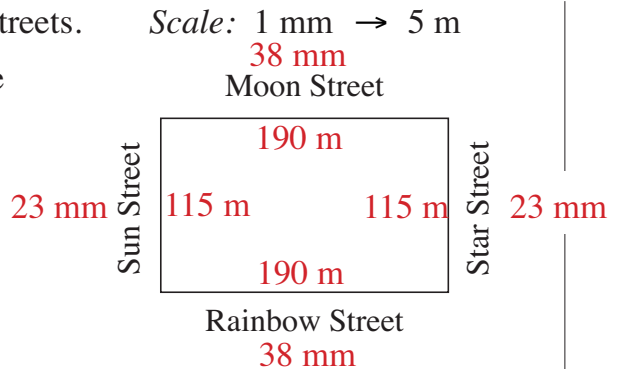 treets. Scale: 1 mm → 5 m
38 mm
e
Moon Street
190 m
23 mm Sun Street 115 m 115 m Star Street 23 mm
190 m
Rainbow Street
38 mm